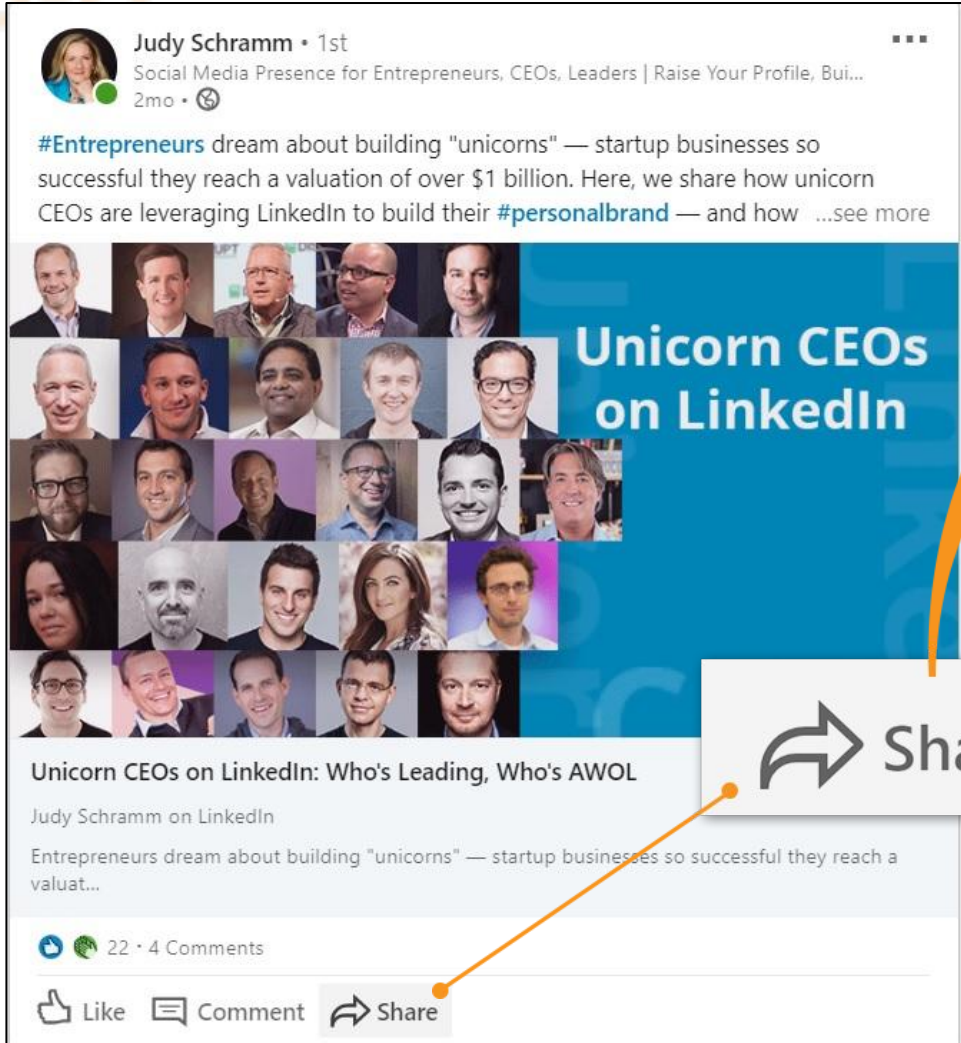 Judy Schramm • 1st
Social Media Presence for Entrepreneurs, CEOs, Leaders | Raise Your Profile, Bui...
2mo •
#Entrepreneurs dream about building "unicorns" — startup businesses so
successful they reach a valuation of over $1 billion. Here, we share how unicorn
CEOs are leveraging LinkedIn to build their #personalbrand — and how ...see more
Unicorn CEOs
on LinkedIn
Unicorn CEOs on LinkedIn: Who's Leading, Who's AWOL
Judy Schramm on LinkedIn
Entrepreneurs dream about building "unicorns" — startup businesses so successful they reach a
valuat...
Sha
22 · 4 Comments
Like Comment Share